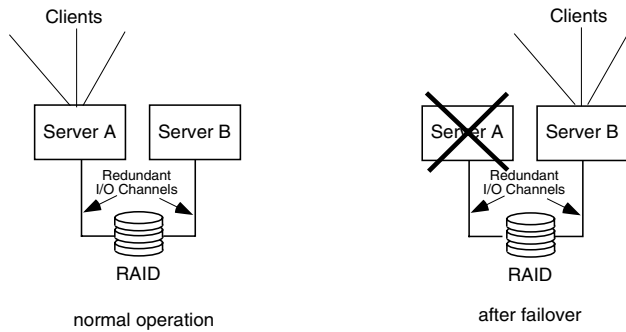 Clients
Server A
Server B
Redundant
I/O Channels
RAID
normal operation
Clients
Server A
Server B
Redundant
I/O Channels
RAID
after failover